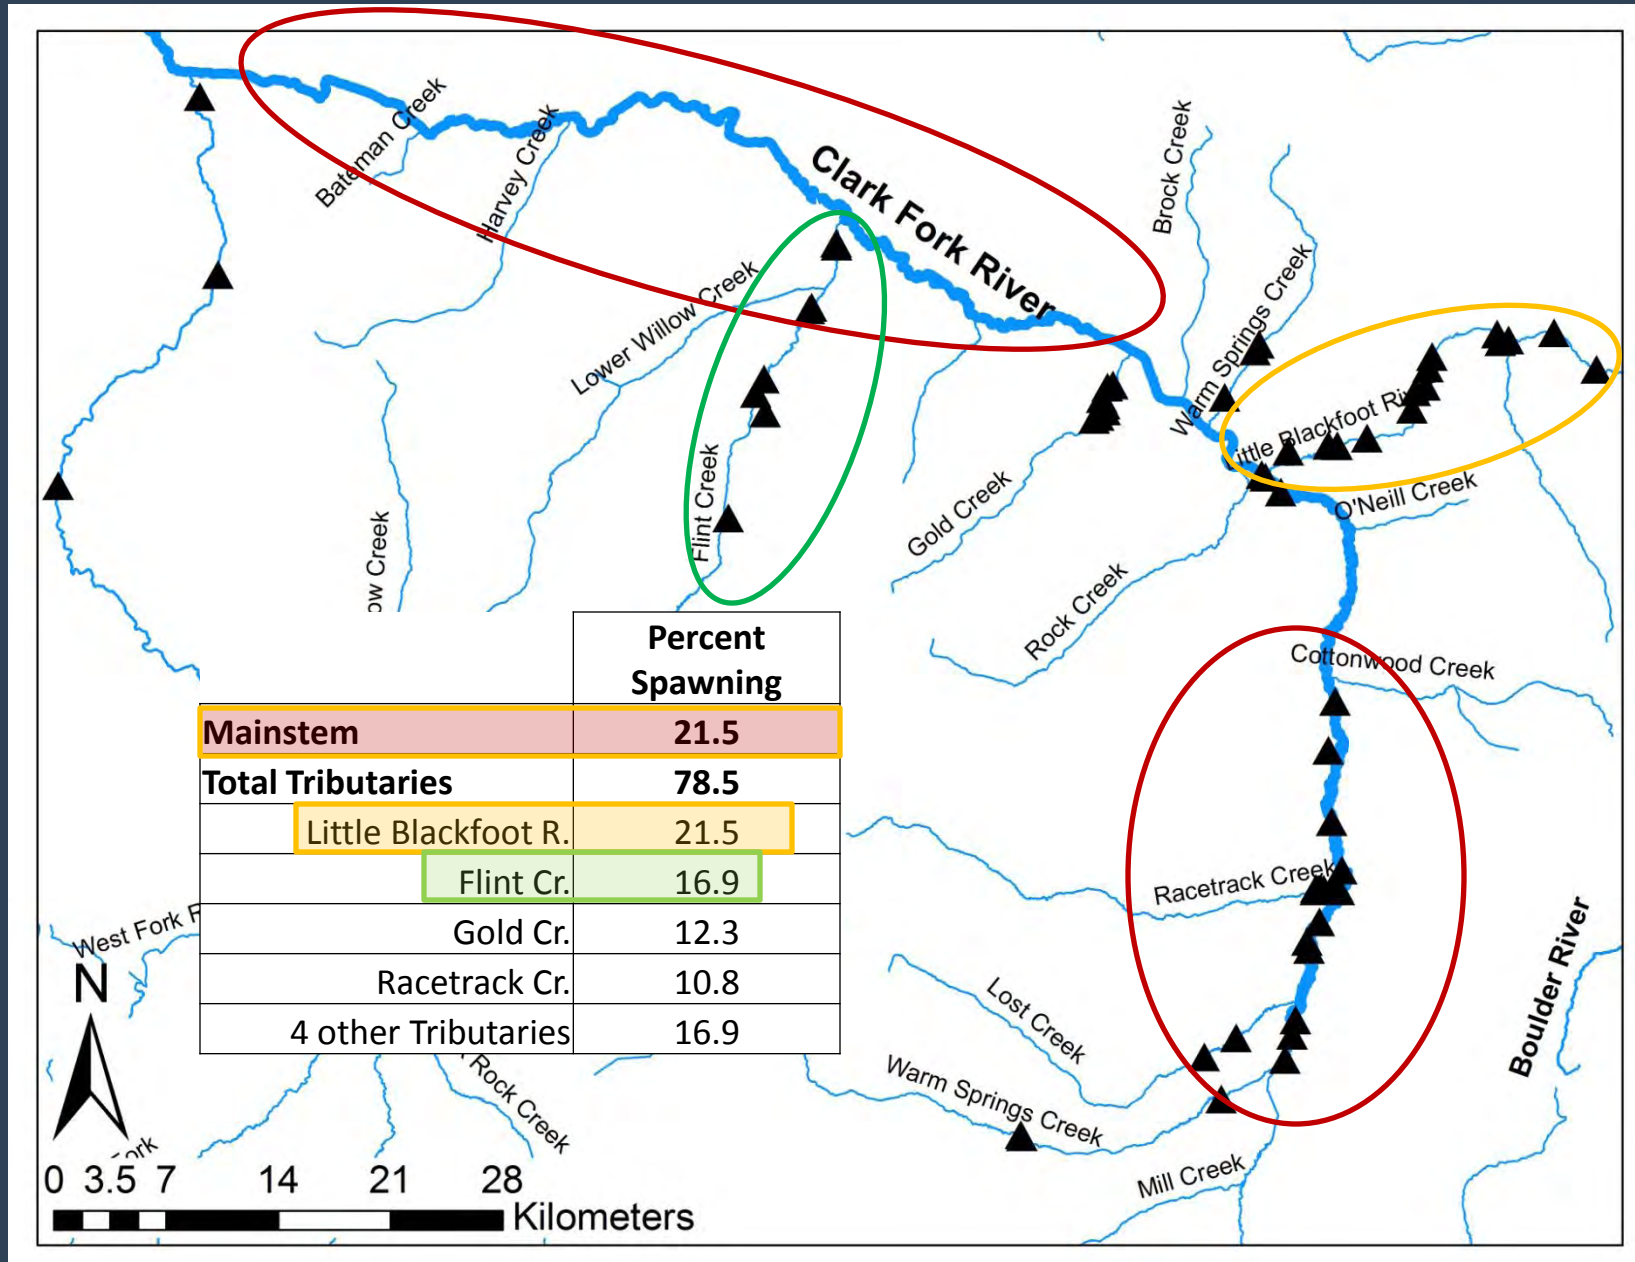 Bateman Creek
Harvey Creek
Clark Fork River
Brock Creek
Warm Springs Creek
Lower Willow Creek
Little Blackfoot Riv
Flint Creek
Gold Creek
O'Neill Creek
Rock Creek
ow Creek
Cottonwood Creek
Percent
Spawning
Mainstem 21.5
Total Tributaries 78.5
Little Blackfoot R. 21.5
Flint Cr. 16.9
Gold Cr. 12.3
Racetrack Cr. 10.8
4 other Tributaries 16.9
Racetrack Creek
West Fork R
Lost Creek
Boulder River
Warm Springs Creek
Rock Creek
Mill Creek
N
ork
0 3.5 7 14 21 28
Kilometers